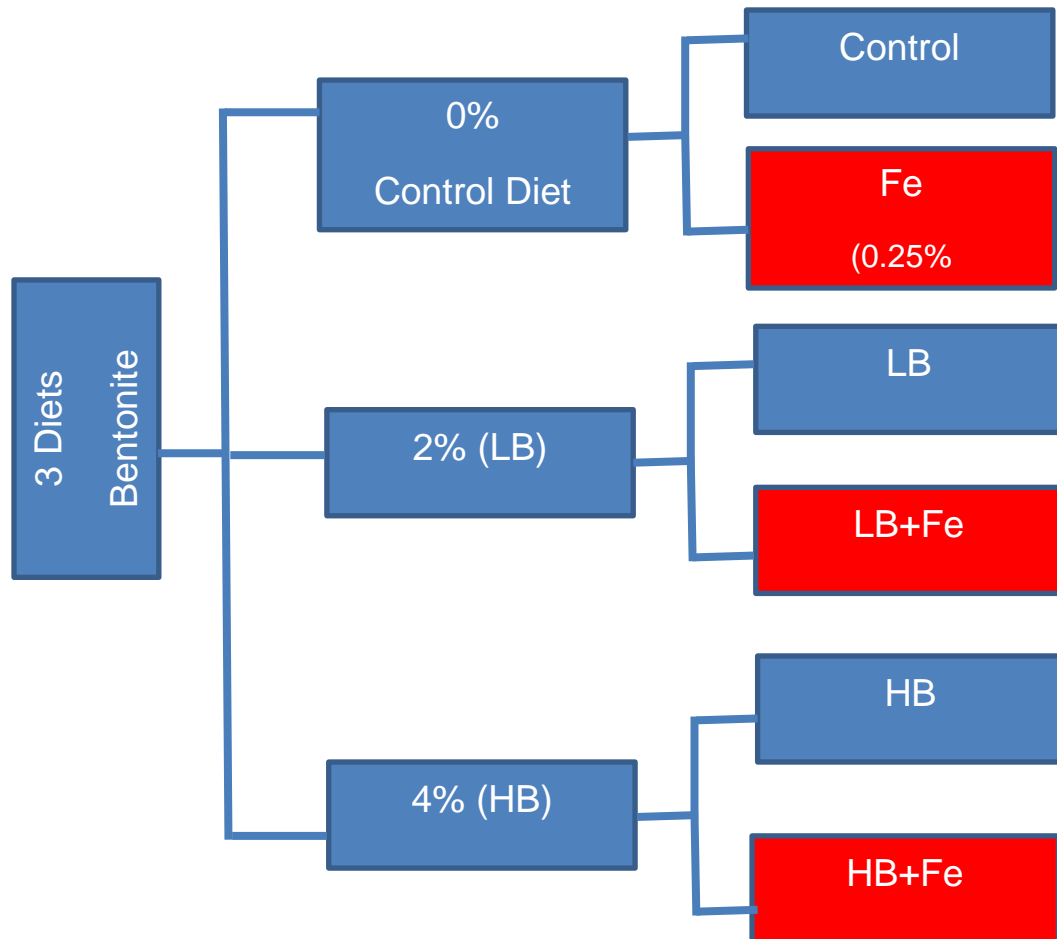 3 Diets
Bentonite
0%
Control Diet
Control
Fe
(0.25%
2% (LB)
LB
LB+Fe
4% (HB)
HB
HB+Fe